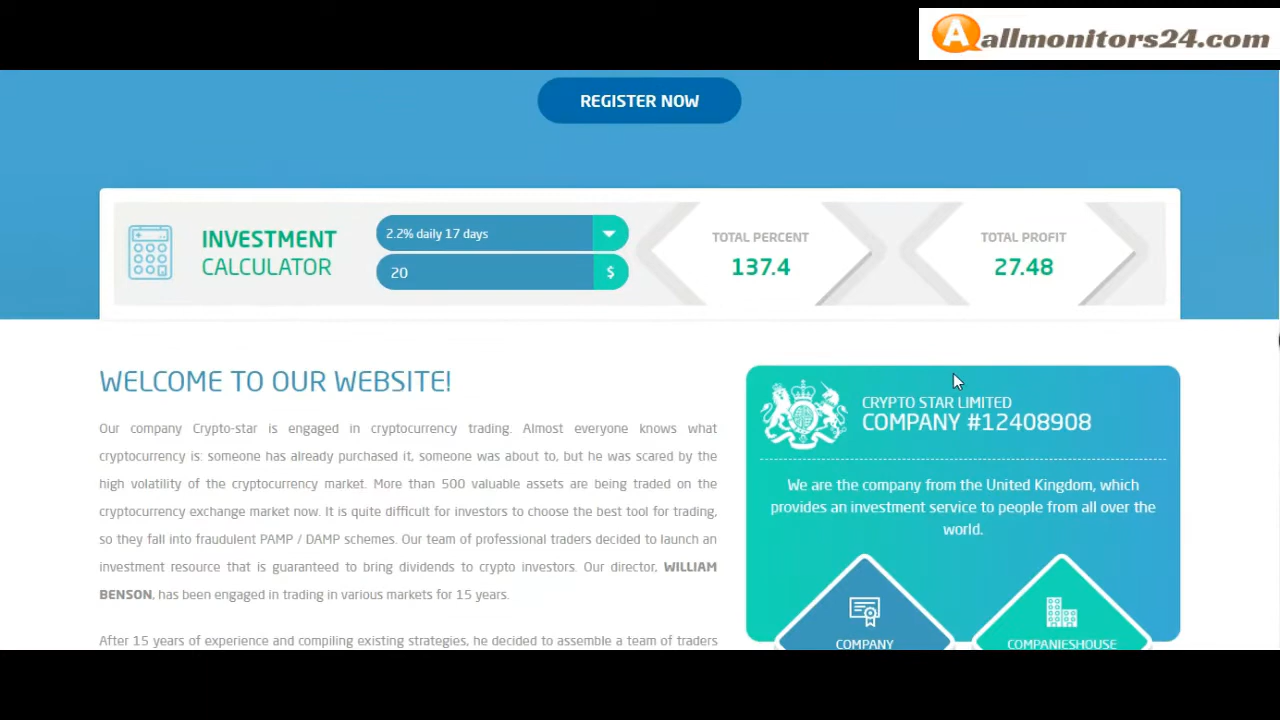 A allmonitors24.com
REGISTER NOW
INVESTMENT
CALCULATOR
2.2% daily 17 days
20
$
TOTAL PERCENT
137.4
TOTAL PROFIT
27.48
WELCOME TO OUR WEBSITE!
Our company Crypto-star is engaged in cryptocurrency trading. Almost everyone knows what
cryptocurrency is: someone has already purchased it, someone was about to, but he was scared by the
high volatility of the cryptocurrency market. More than 500 valuable assets are being traded on the
cryptocurrency exchange market now. It is quite difficult for investors to choose the best tool for trading,
so they fall into fraudulent PAMP / DAMP schemes. Our team of professional traders decided to launch an
investment resource that is guaranteed to bring dividends to crypto investors. Our director, WILLIAM
BENSON, has been engaged in trading in various markets for 15 years.
After 15 years of experience and compiling existing strategies, he decided to assemble a team of traders
CRYPTO STAR LIMITED
COMPANY #12408908
We are the company from the United Kingdom, which
provides an investment service to people from all over the
world.
COMPANY
COMPANIESHOUSE